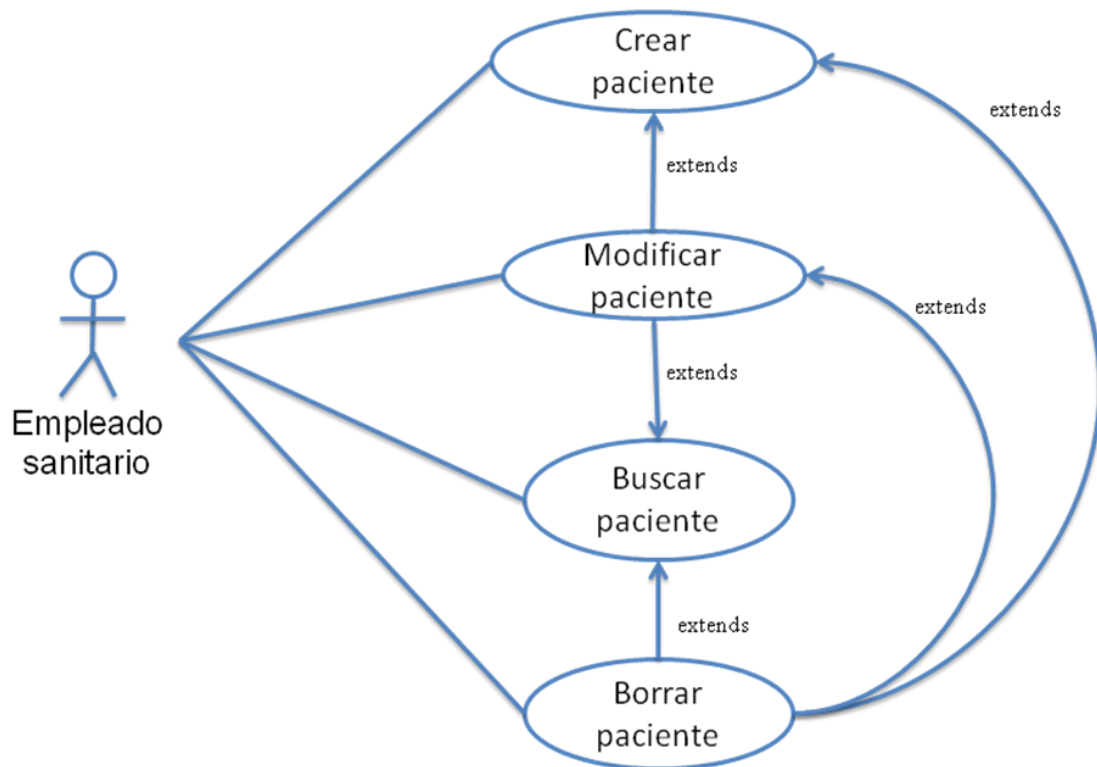 Crear
paciente
extends
extends
Modificar
paciente
extends
extends
Empleado
sanitario
Buscar
paciente
extends
Borrar
paciente